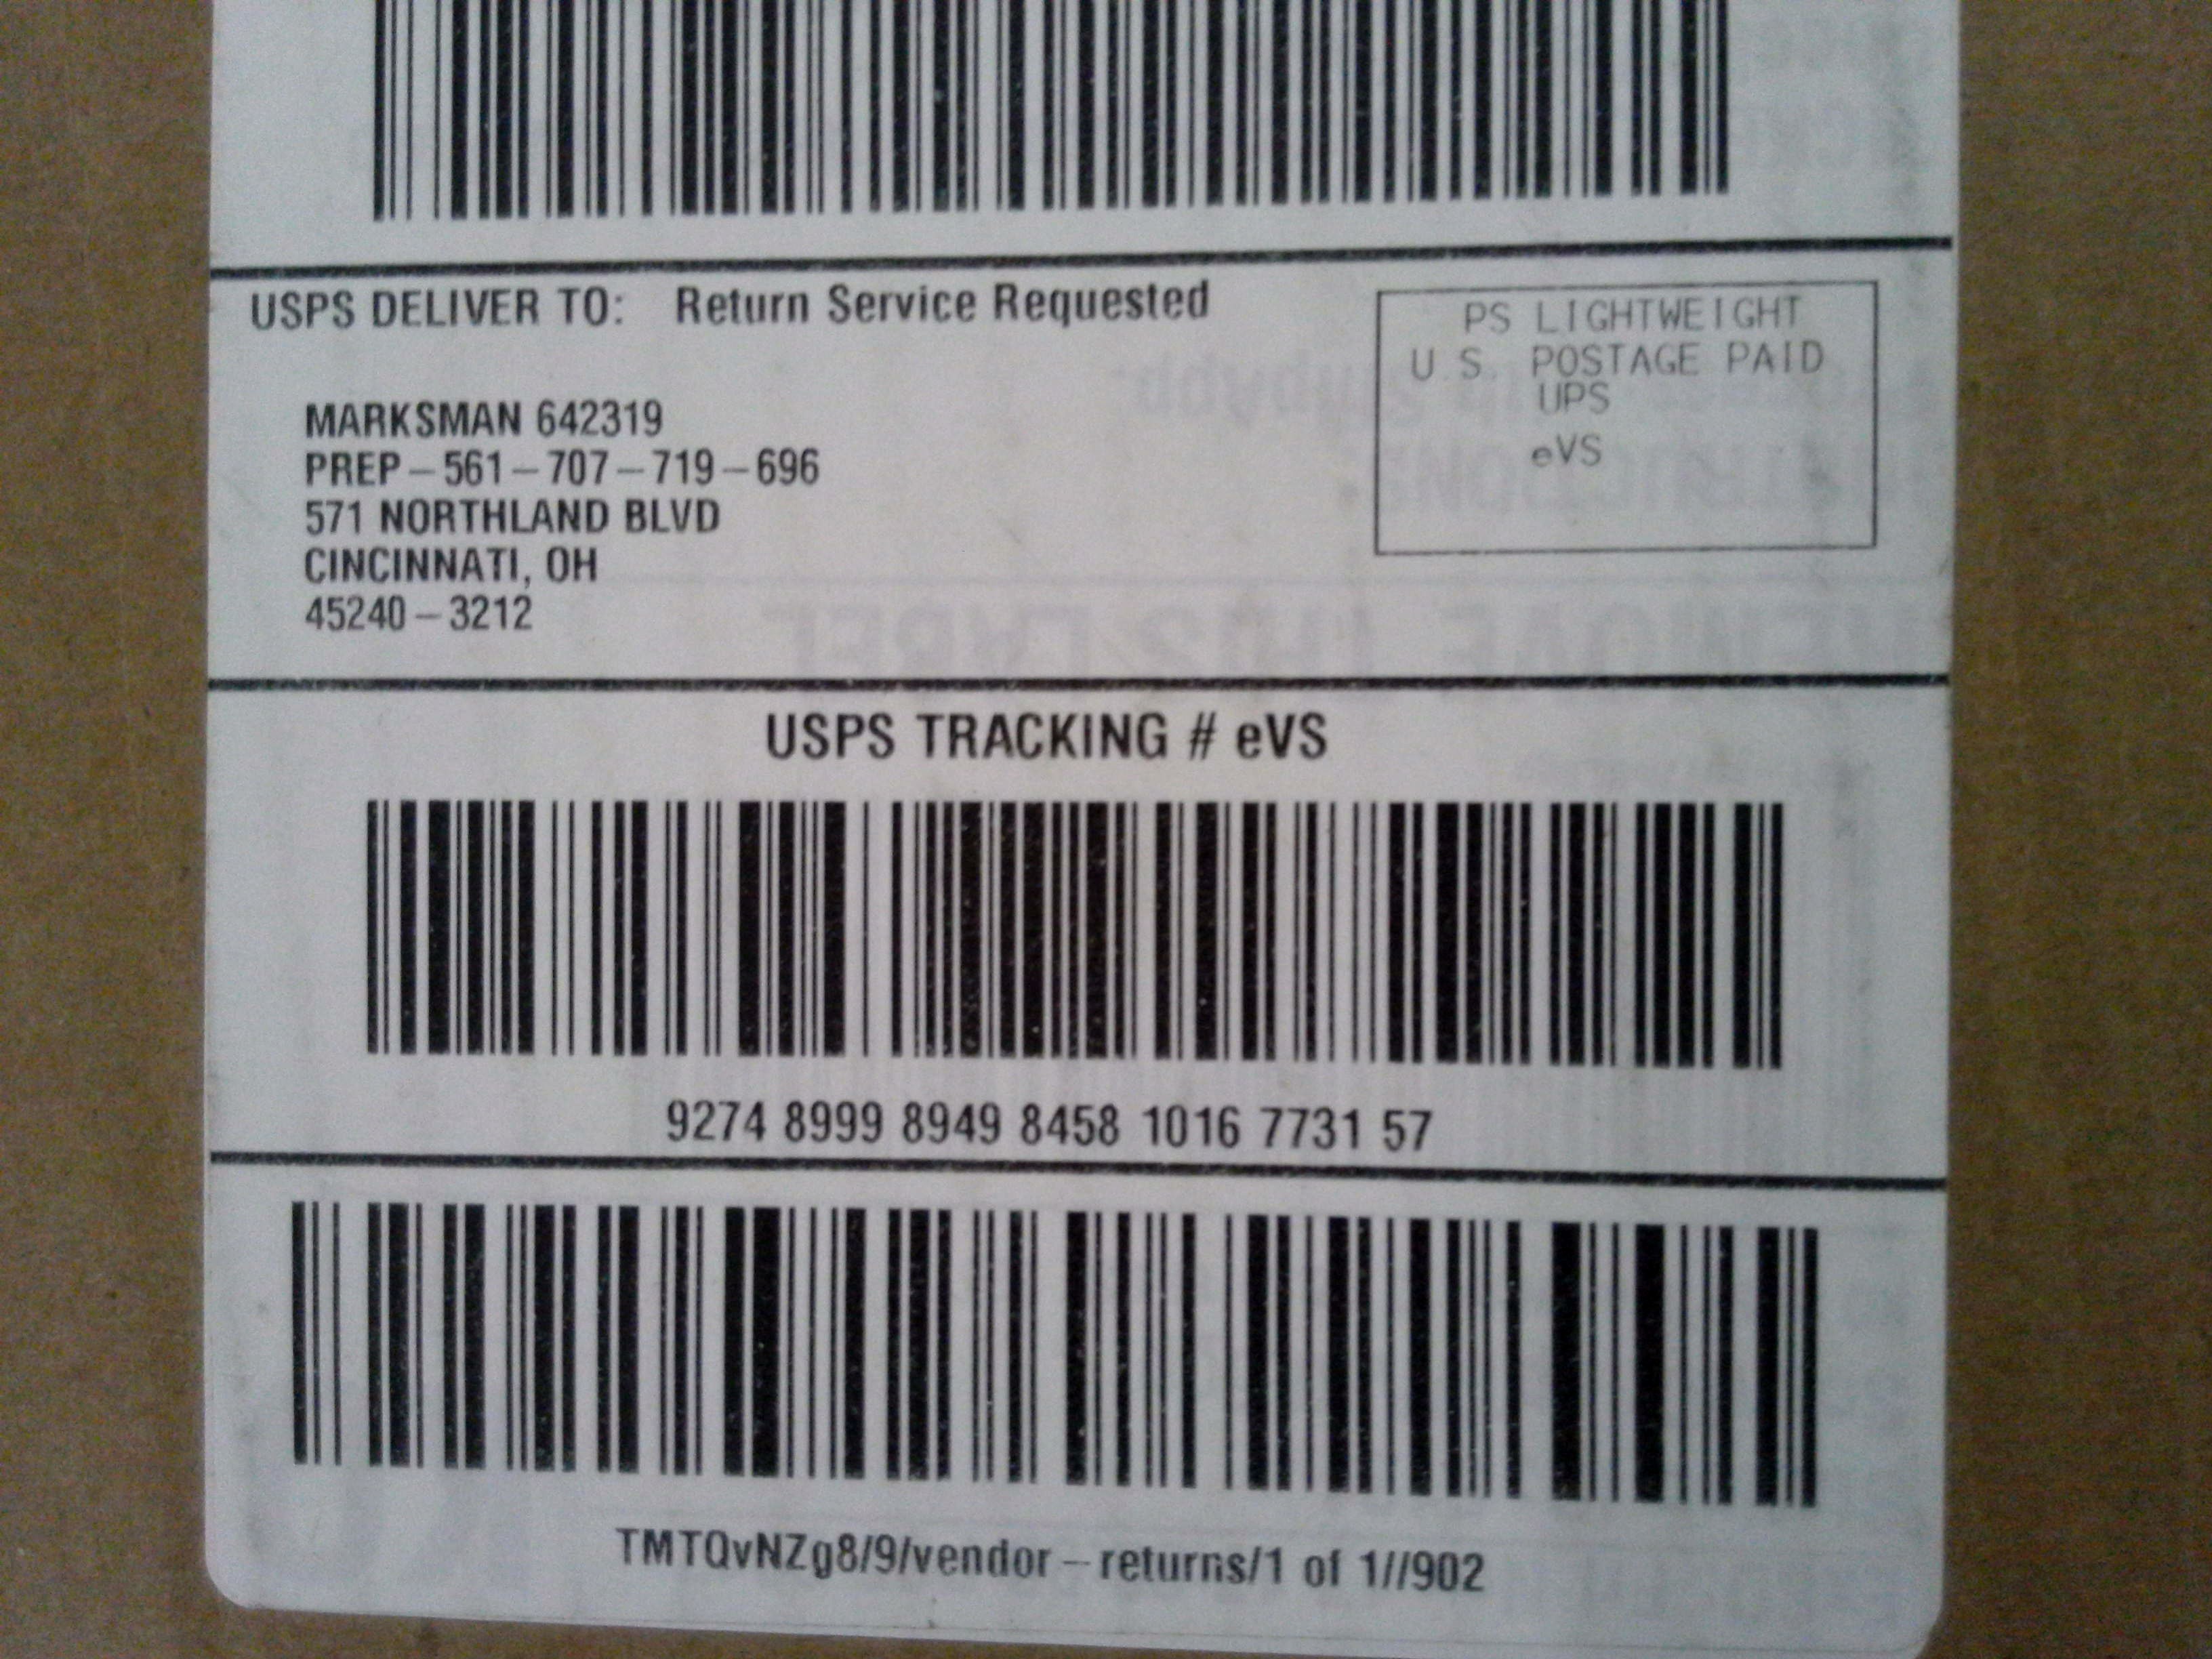 USPS DELIVER TO: Return Service Requested
PS LIGHTWEIGHT
U.S. POSTAGE PAID
UPS
eVS
MARKSMAN 642319
PREP-561-707-719-696
571 NORTHLAND BLVD
CINCINNATI, OH
45240-3212
USPS TRACKING # eVS
9274 8999 8949 8458 1016 7731 57
TMTQvNZg8/9/vendor-returns/1 of 1//902